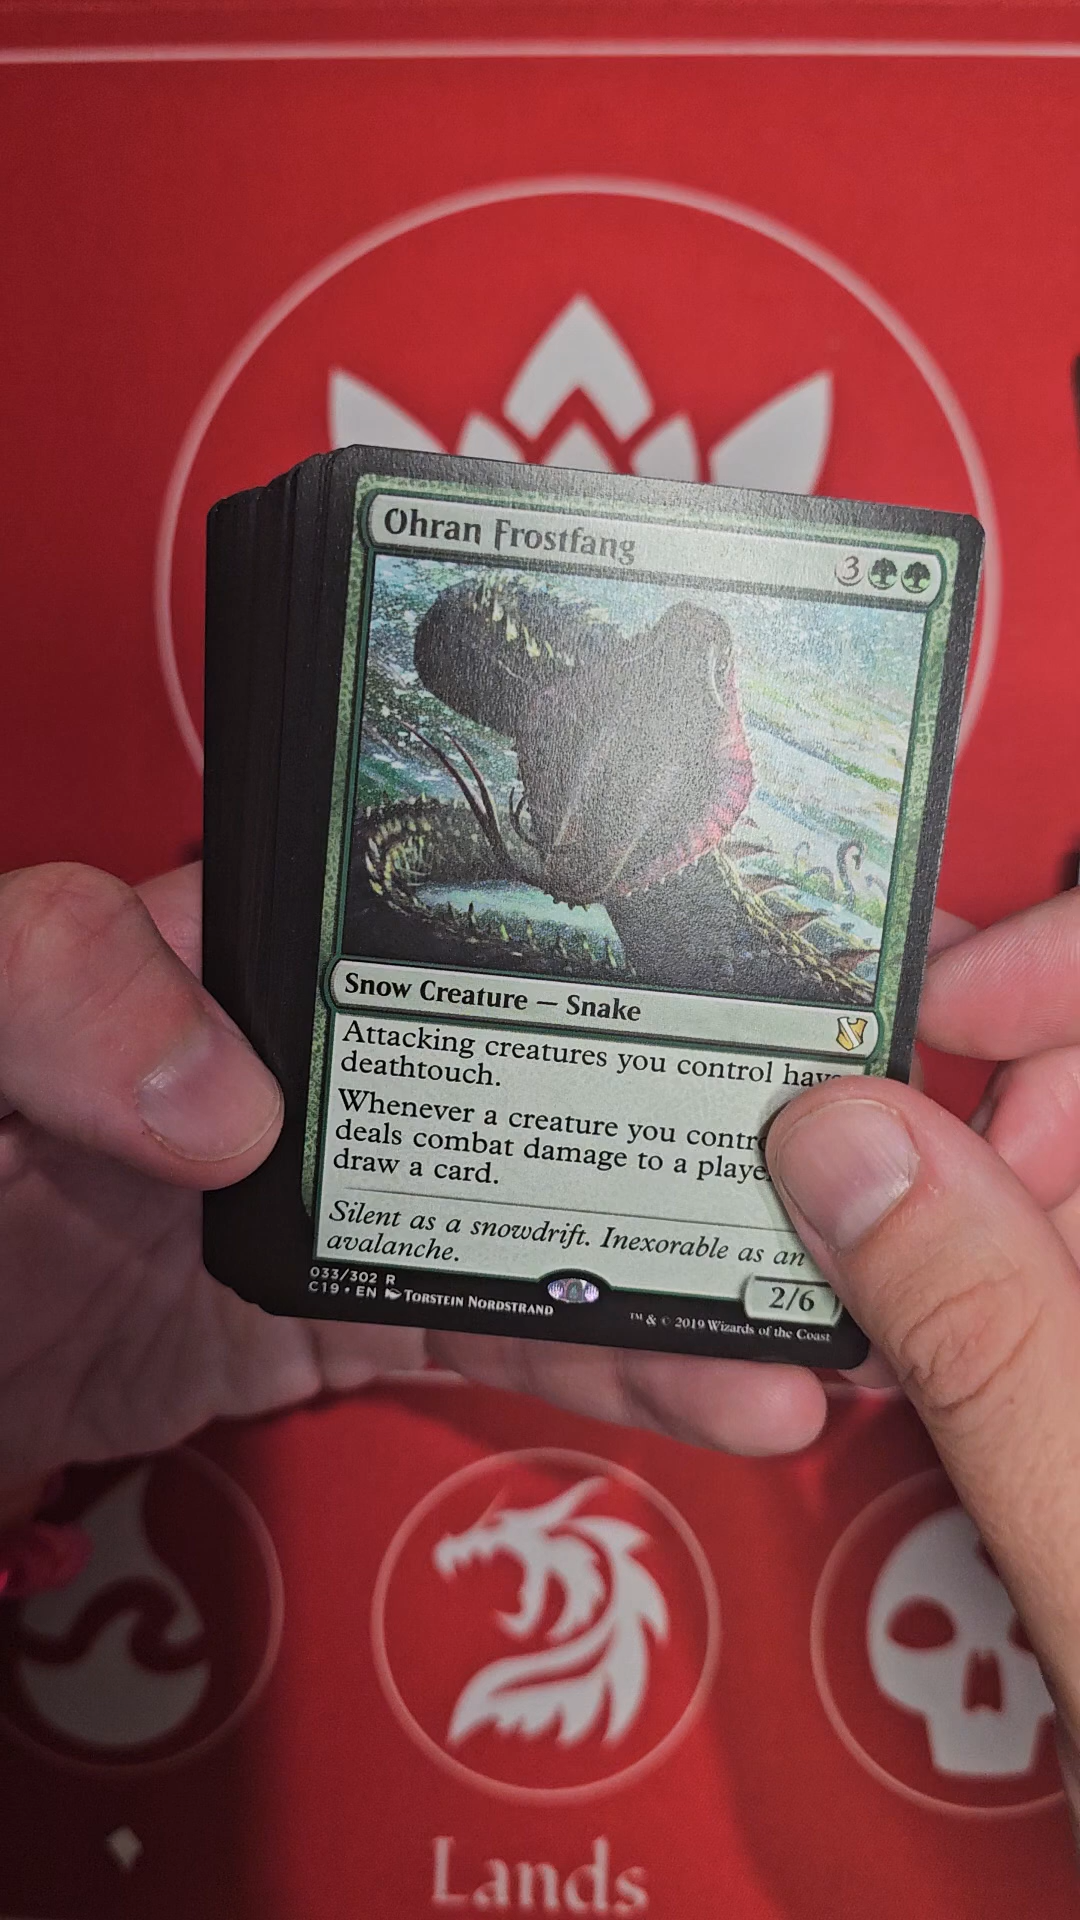 Ohran Frostfang
3
Snow Creature — Snake
Attacking creatures you control have
deathtouch.
Whenever a creature you
deals combat damage to a
draw a card.
Silent as a snowdrift. Inexorable as an
avalanche.
033/302 R
C19 • EN TORSTEIN NORDSTRAND
2/6
™ & © 2019 Wizards of the Coast
Lands